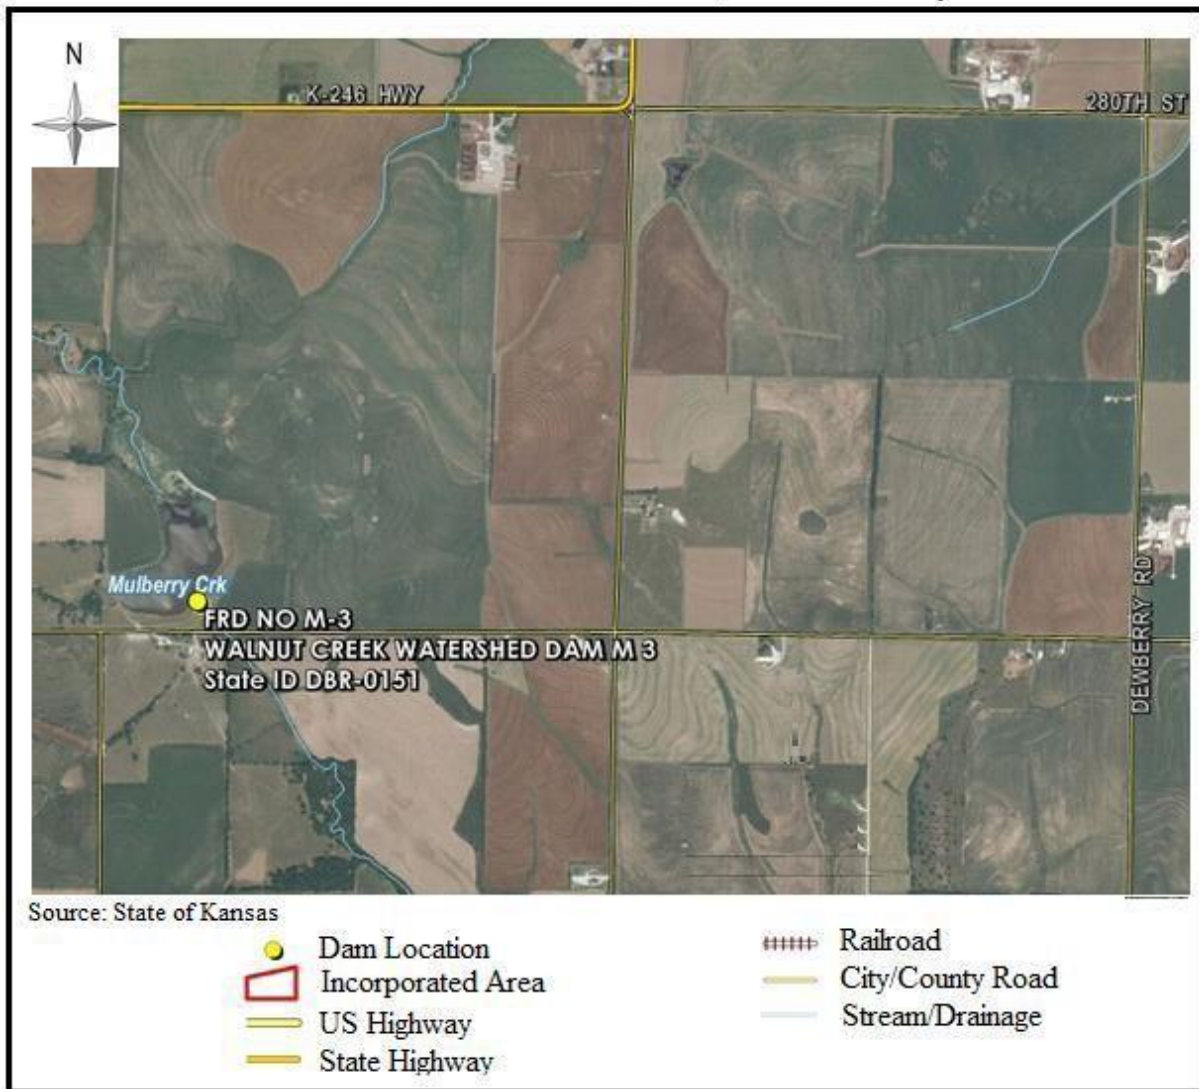 N
K-246 HWY
280TH ST
Mulberry Crk
FRD NO M-3
WALNUT CREEK WATERSHED DAM M 3
State ID DBR-0151
DEWBERRY RD
Source: State of Kansas
Dam Location
Incorporated Area
US Highway
State Highway
Railroad
City/County Road
Stream/Drainage